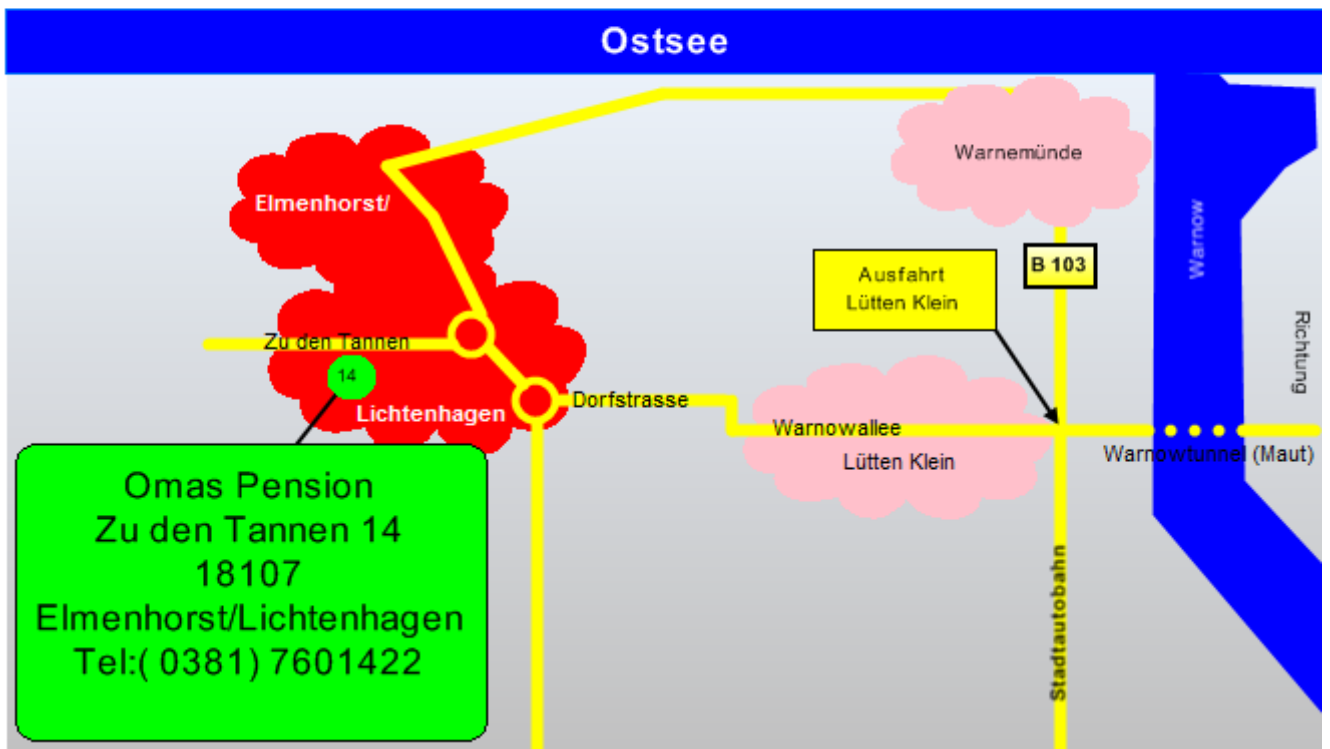 Ostsee
Warnemünde
Elmenhorst/
Warnow
B 103
Ausfahrt
Lütten Klein
Richtung
Zu den Tannen
14
Lichtenhagen
Dorfstrasse
Warnowallee
Lütten Klein
Warnowtunnel (Maut)
Stadtautobahn
Omas Pension
Zu den Tannen 14
18107
Elmenhorst/Lichtenhagen
Tel:( 0381) 7601422